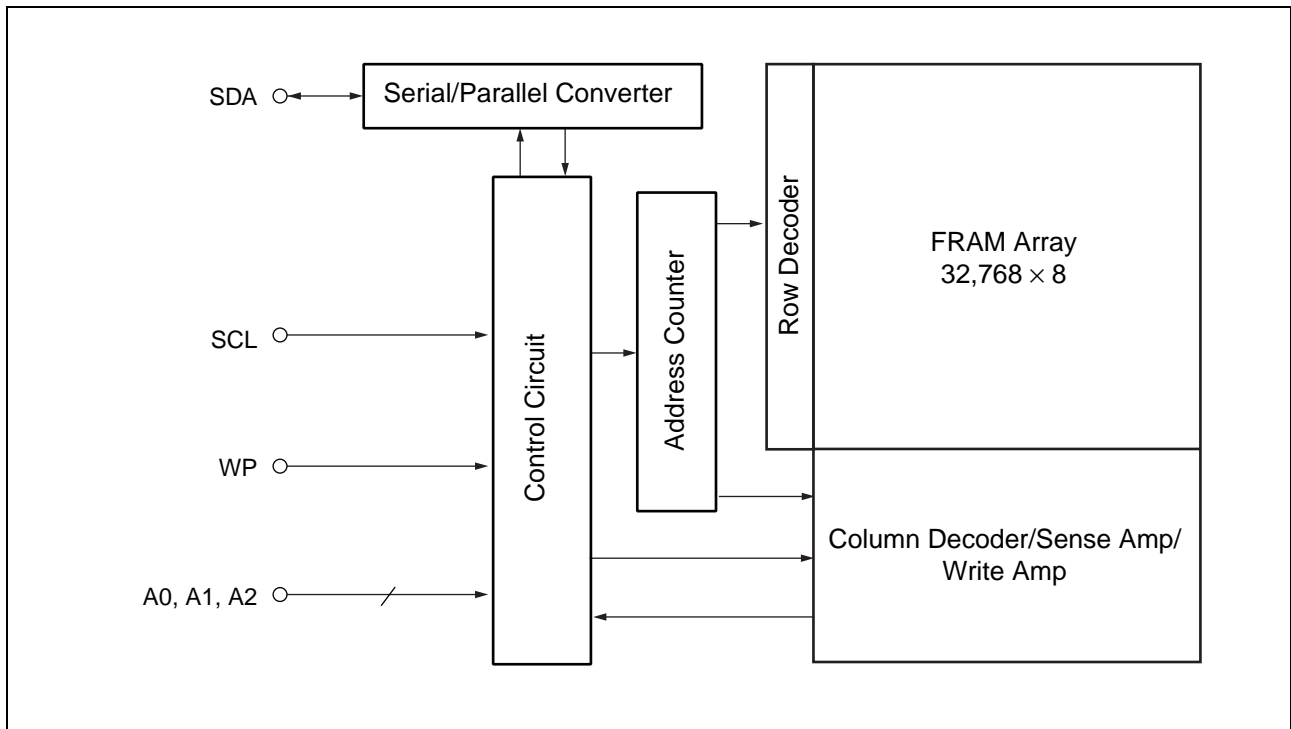 SDA
Serial/Parallel Converter
SCL
WP
A0, A1, A2
Control Circuit
Address Counter
Row Decoder
FRAM Array
32,768 × 8
Column Decoder/Sense Amp/
Write Amp